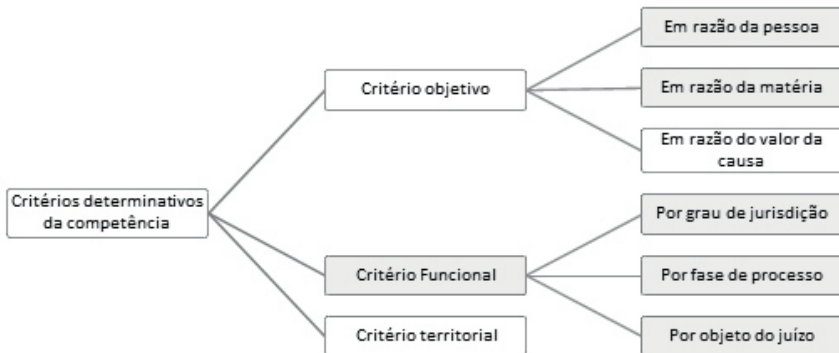 Critérios determinativos
da competência
Critério objetivo
Em razão da pessoa
Em razão da matéria
Em razão do valor da
causa
Critério Funcional
Por grau de jurisdição
Por fase de processo
Por objeto do juízo
Critério territorial